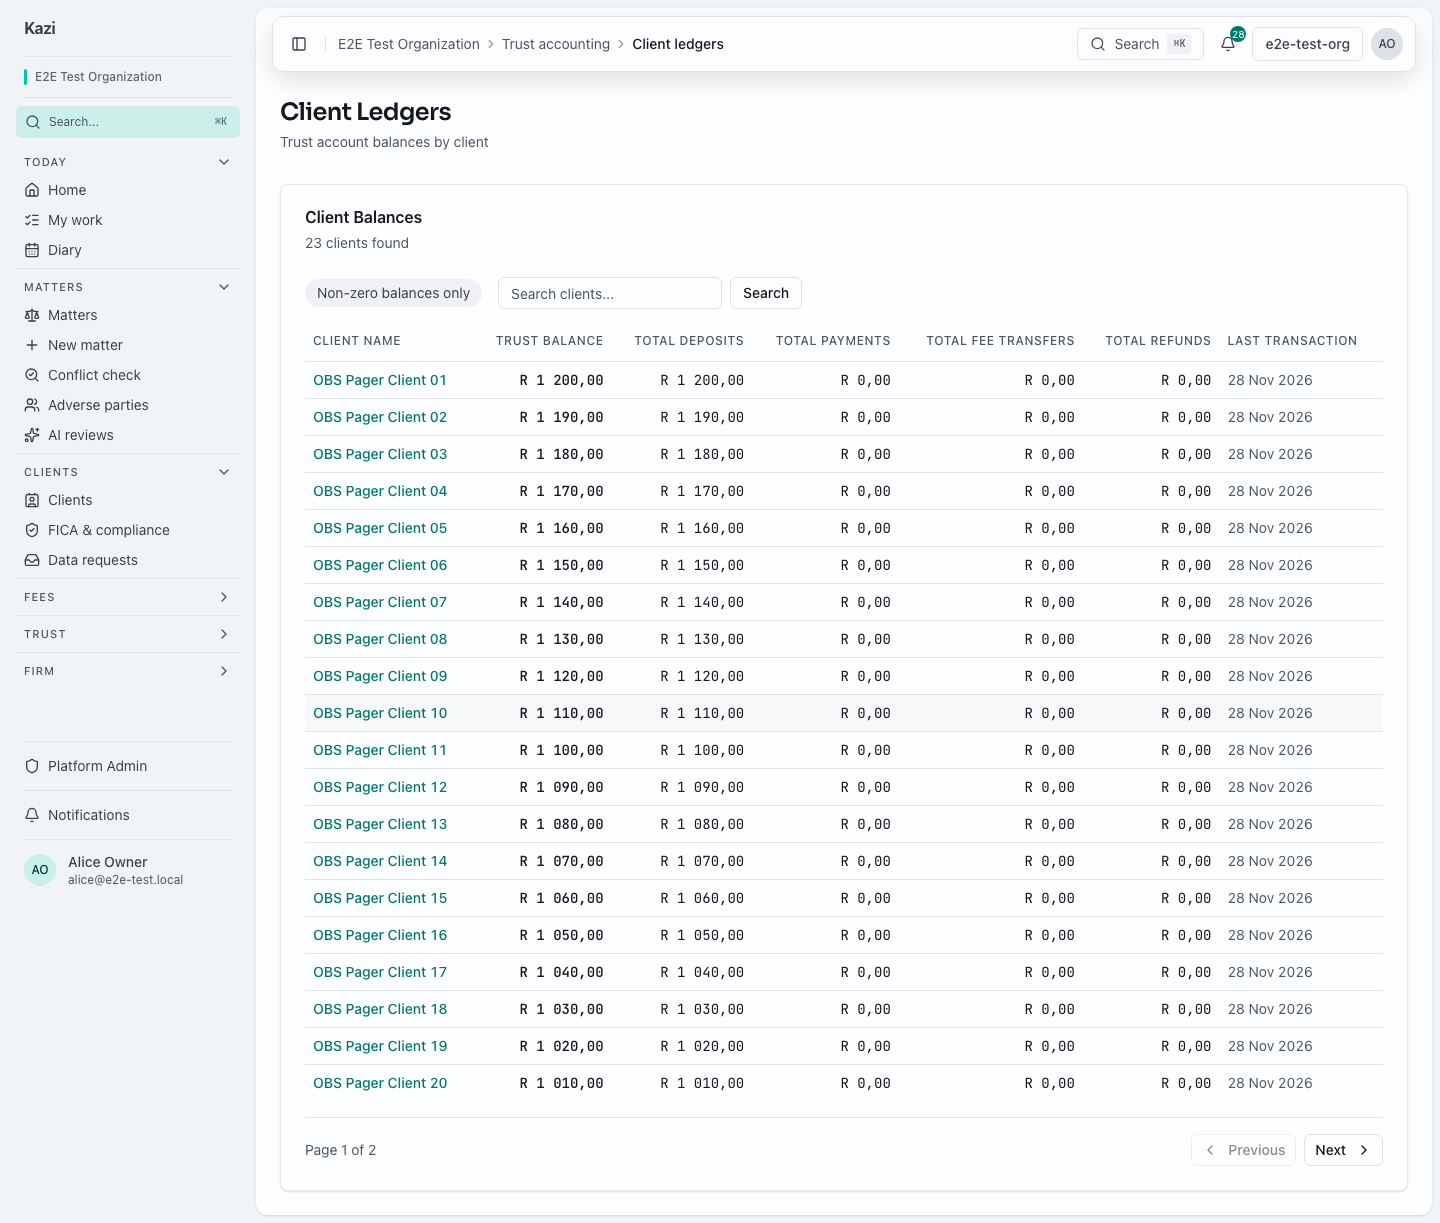 Kazi
E2E Test Organization
Search... ⌘K
TODAY
Home
My work
Diary
MATTERS
Matters
New matter
Conflict check
Adverse parties
AI reviews
CLIENTS
Clients
FICA & compliance
Data requests
FEES
TRUST
FIRM
Platform Admin
Notifications
AO Alice Owner
alice@e2e-test.local
E2E Test Organization > Trust accounting > Client ledgers
Search ⌘K 28 e2e-test-org AO
Client Ledgers
Trust account balances by client
Client Balances
23 clients found
Non-zero balances only Search clients... Search
CLIENT NAME TRUST BALANCE TOTAL DEPOSITS TOTAL PAYMENTS TOTAL FEE TRANSFERS TOTAL REFUNDS LAST TRANSACTION
OBS Pager Client 01 R 1 200,00 R 1 200,00 R 0,00 R 0,00 R 0,00 28 Nov 2026
OBS Pager Client 02 R 1 190,00 R 1 190,00 R 0,00 R 0,00 R 0,00 28 Nov 2026
OBS Pager Client 03 R 1 180,00 R 1 180,00 R 0,00 R 0,00 R 0,00 28 Nov 2026
OBS Pager Client 04 R 1 170,00 R 1 170,00 R 0,00 R 0,00 R 0,00 28 Nov 2026
OBS Pager Client 05 R 1 160,00 R 1 160,00 R 0,00 R 0,00 R 0,00 28 Nov 2026
OBS Pager Client 06 R 1 150,00 R 1 150,00 R 0,00 R 0,00 R 0,00 28 Nov 2026
OBS Pager Client 07 R 1 140,00 R 1 140,00 R 0,00 R 0,00 R 0,00 28 Nov 2026
OBS Pager Client 08 R 1 130,00 R 1 130,00 R 0,00 R 0,00 R 0,00 28 Nov 2026
OBS Pager Client 09 R 1 120,00 R 1 120,00 R 0,00 R 0,00 R 0,00 28 Nov 2026
OBS Pager Client 10 R 1 110,00 R 1 110,00 R 0,00 R 0,00 R 0,00 28 Nov 2026
OBS Pager Client 11 R 1 100,00 R 1 100,00 R 0,00 R 0,00 R 0,00 28 Nov 2026
OBS Pager Client 12 R 1 090,00 R 1 090,00 R 0,00 R 0,00 R 0,00 28 Nov 2026
OBS Pager Client 13 R 1 080,00 R 1 080,00 R 0,00 R 0,00 R 0,00 28 Nov 2026
OBS Pager Client 14 R 1 070,00 R 1 070,00 R 0,00 R 0,00 R 0,00 28 Nov 2026
OBS Pager Client 15 R 1 060,00 R 1 060,00 R 0,00 R 0,00 R 0,00 28 Nov 2026
OBS Pager Client 16 R 1 050,00 R 1 050,00 R 0,00 R 0,00 R 0,00 28 Nov 2026
OBS Pager Client 17 R 1 040,00 R 1 040,00 R 0,00 R 0,00 R 0,00 28 Nov 2026
OBS Pager Client 18 R 1 030,00 R 1 030,00 R 0,00 R 0,00 R 0,00 28 Nov 2026
OBS Pager Client 19 R 1 020,00 R 1 020,00 R 0,00 R 0,00 R 0,00 28 Nov 2026
OBS Pager Client 20 R 1 010,00 R 1 010,00 R 0,00 R 0,00 R 0,00 28 Nov 2026
Page 1 of 2 Previous Next